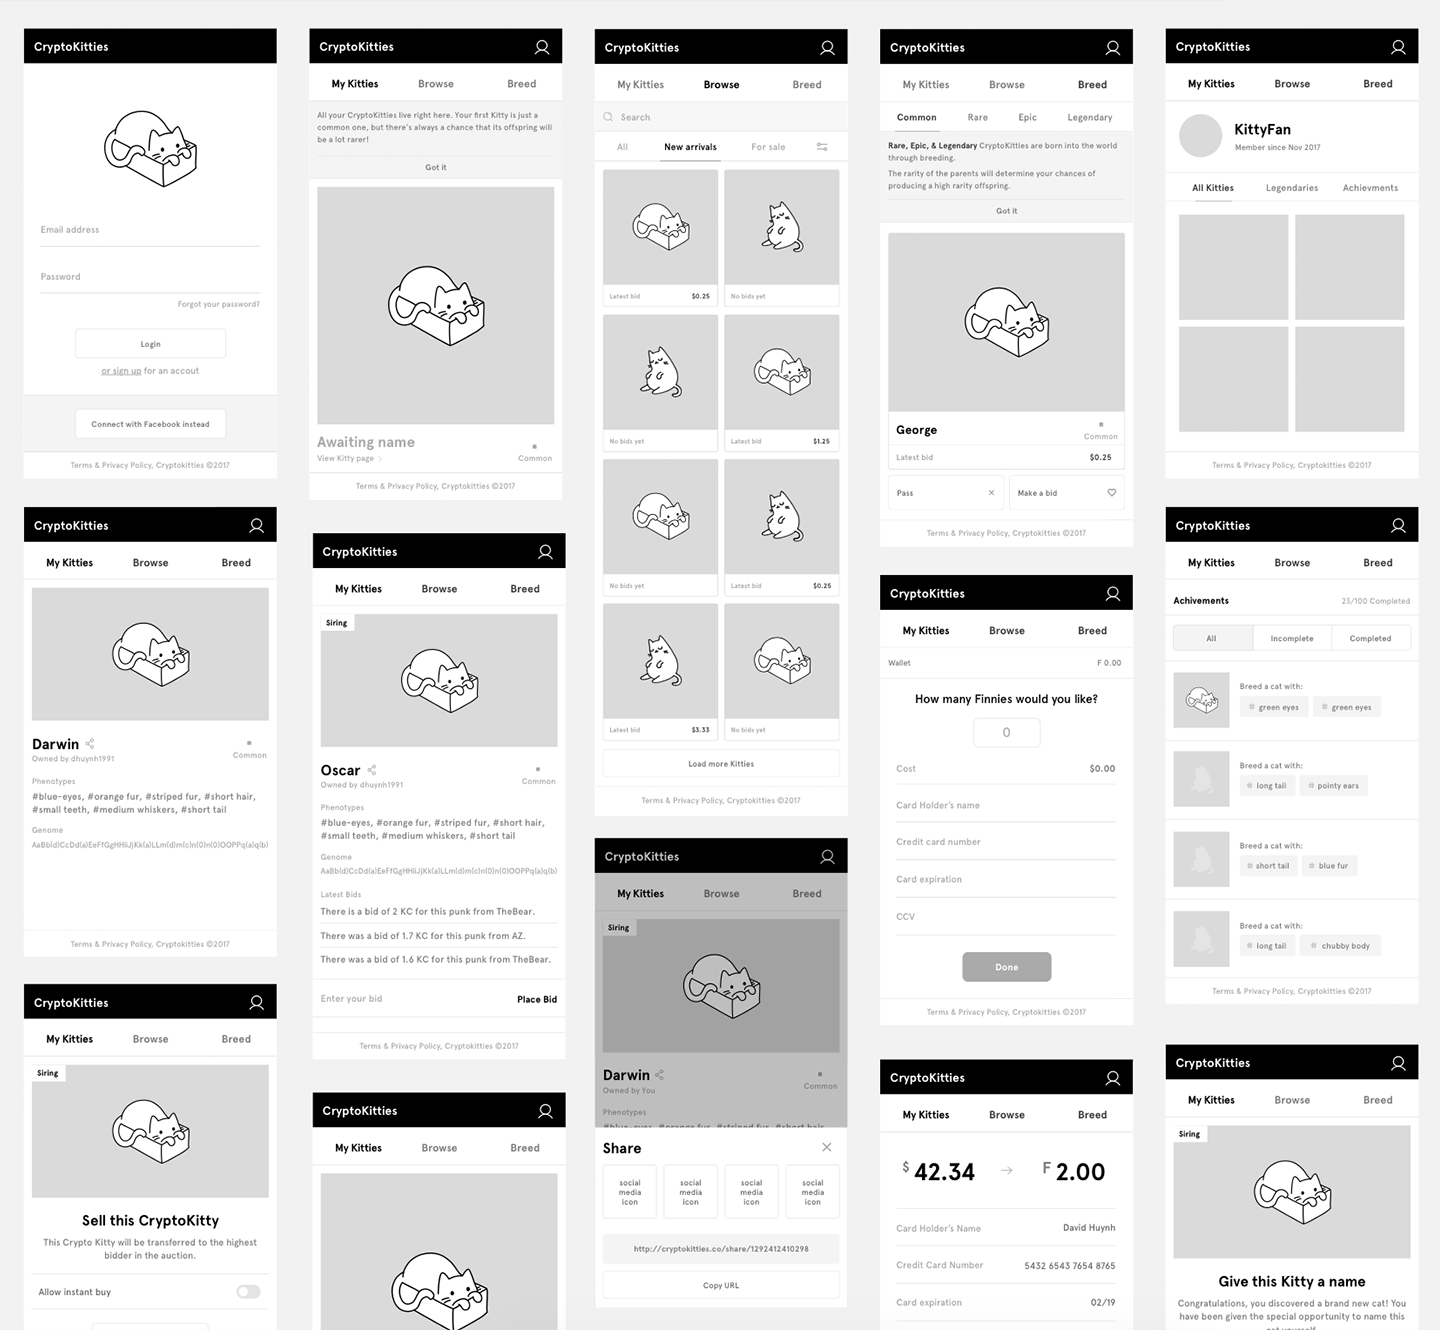 CryptoKitties
Email address
Password
Forgot your password?
Login
or sign up for an accout
Connect with Facebook instead
Terms & Privacy Policy, Cryptokitties ©2017
CryptoKitties
My Kitties Browse Breed
Darwin
Common
Owned by dhuynh1991
Phenotypes
#blue-eyes, #orange fur, #striped fur, #short hair,
#small teeth, #medium whiskers, #short tail
Genome
AaBb(d)CcDd(a)EeFfGgHHiiJjKk(a)LLm(d)m(c)n(0)n(0)OOPPq(a)q(b)
Terms & Privacy Policy, Cryptokitties ©2017
CryptoKitties
My Kitties Browse Breed
Siring
Sell this CryptoKitty
This Crypto Kitty will be transferred to the highest
bidder in the auction.
Allow instant buy
CryptoKitties
My Kitties Browse Breed
All your CryptoKitties live right here. Your first Kitty is just a
common one, but there's always a chance that its offspring will
be a lot rarer!
Got it
Awaiting name
View Kitty page
Common
Terms & Privacy Policy, Cryptokitties ©2017
CryptoKitties
My Kitties Browse Breed
Siring
Oscar
Common
Owned by dhuynh1991
Phenotypes
#blue-eyes, #orange fur, #striped fur, #short hair,
#small teeth, #medium whiskers, #short tail
Genome
AaBb(d)CcDd(a)EeFfGgHHiiJjKk(a)LLm(d)m(c)n(0)n(0)OOPPq(a)q(b)
Latest Bids
There is a bid of 2 KC for this punk from TheBear.
There was a bid of 1.7 KC for this punk from AZ.
There was a bid of 1.6 KC for this punk from TheBear.
Enter your bid Place Bid
Terms & Privacy Policy, Cryptokitties ©2017
CryptoKitties
My Kitties Browse Breed
CryptoKitties
My Kitties Browse Breed
Search
All New arrivals For sale
Latest bid $0.25 No bids yet
No bids yet Latest bid $1.25
No bids yet Latest bid $0.25
Latest bid $3.33 No bids yet
Load more Kitties
Terms & Privacy Policy, Cryptokitties ©2017
CryptoKitties
My Kitties Browse Breed
Siring
Darwin
Common
Owned by You
Phenotypes
#blue-eyes, #orange fur, #striped fur, #short hair,
Share
social media icon social media icon social media icon social media icon
http://cryptokitties.co/share/1292412410298
Copy URL
CryptoKitties
My Kitties Browse Breed
Common Rare Epic Legendary
Rare, Epic, & Legendary CryptoKitties are born into the world
through breeding.
The rarity of the parents will determine your chances of
producing a high rarity offspring.
Got it
George
Common
Latest bid $0.25
Pass Make a bid
Terms & Privacy Policy, Cryptokitties ©2017
CryptoKitties
My Kitties Browse Breed
Wallet F 0.00
How many Finnies would you like?
0
Cost $0.00
Card Holder's name
Credit card number
Card expiration
CCV
Done
Terms & Privacy Policy, Cryptokitties ©2017
CryptoKitties
My Kitties Browse Breed
$ 42.34 → F 2.00
Card Holder's Name David Huynh
Credit Card Number 5432 6543 7654 8765
Card expiration 02/19
CryptoKitties
My Kitties Browse Breed
KittyFan
Member since Nov 2017
All Kitties Legendaries Achievments
Terms & Privacy Policy, Cryptokitties ©2017
CryptoKitties
My Kitties Browse Breed
Achivements 23/100 Completed
All Incomplete Completed
Breed a cat with:
# green eyes # green eyes
Breed a cat with:
# long tail # pointy ears
Breed a cat with:
# short tail # blue fur
Breed a cat with:
# long tail # chubby body
Terms & Privacy Policy, Cryptokitties ©2017
CryptoKitties
My Kitties Browse Breed
Siring
Give this Kitty a name
Congratulations, you discovered a brand new cat! You
have been given the special opportunity to name this
cat yourself.